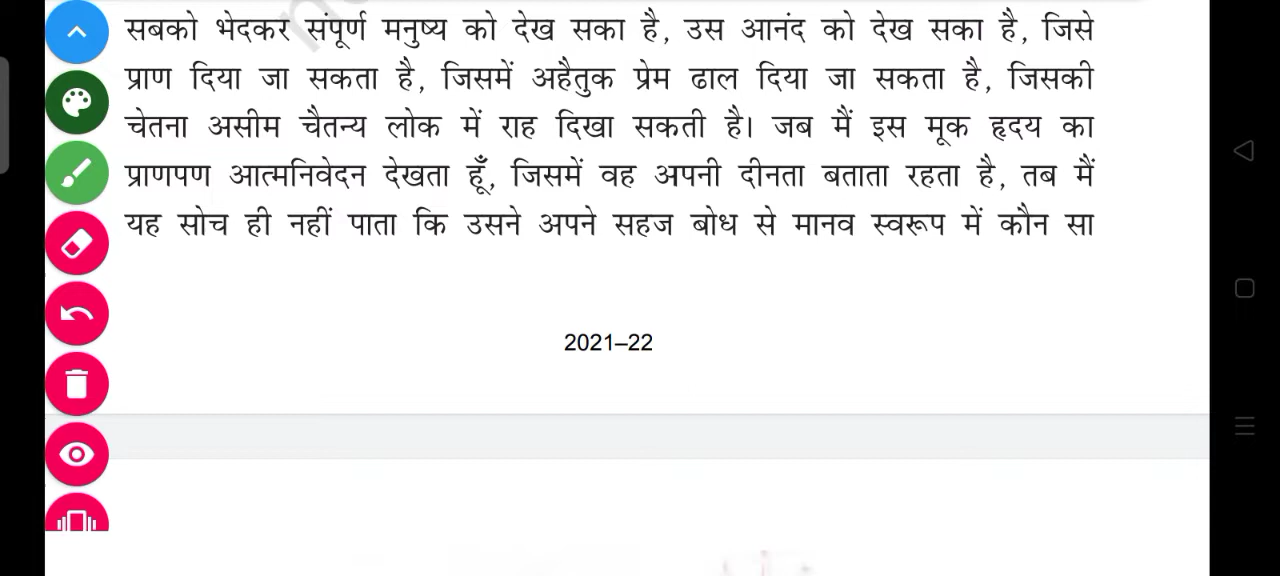 सबको भेदकर संपूर्ण मनुष्य को देख सका है, उस आनंद को देख सका है, जिसे
प्राण दिया जा सकता है, जिसमें अहैतुक प्रेम ढाल दिया जा सकता है, जिसकी
चेतना असीम चैतन्य लोक में राह दिखा सकती है। जब मैं इस मूक हृदय का
प्राणपण आत्मनिवेदन देखता हूँ, जिसमें वह अपनी दीनता बताता रहता है, तब मैं
यह सोच ही नहीं पाता कि उसने अपने सहज बोध से मानव स्वरूप में कौन सा
2021–22